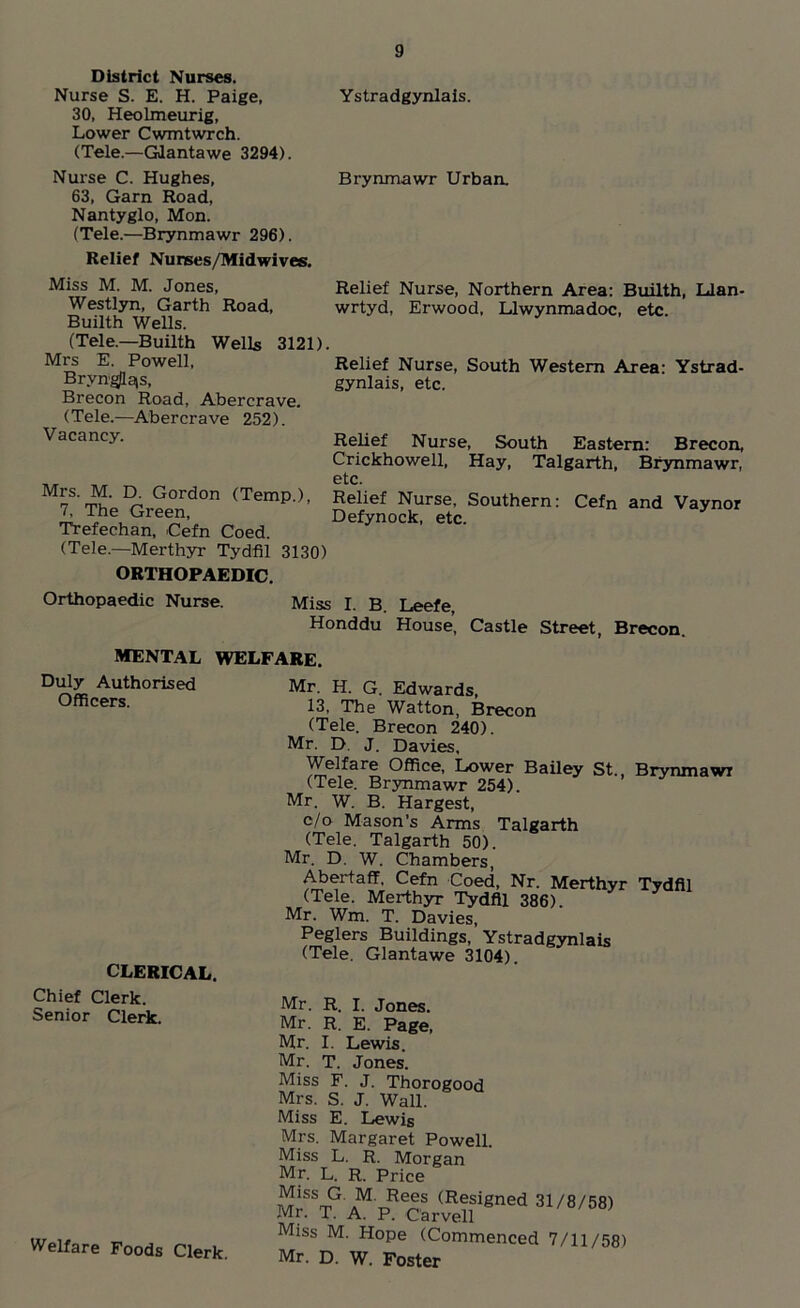 9
District Nurses.
Nurse S. E. H. Paige, Ystradgynlais.
30, Heolmeurig,
Lower Cwmtwrch.
(Tele.—Glantawe 3294).
Nurse C. Hughes, Brynmawr Urban.
63, Garn Road,
Nantyglo, Mon.
(Tele.—Brynmawr 296).
Relief Nurses/Midwives.
Miss M. M. Jones, Relief Nurse, Northern Area: Builth, Llan-
Westlyn, Garth Road, wrtyd, Erwood, Llwynmadoc, etc.
Builth Wells.
(Tele.—Builth Wells 3121).
Mrs E. Powell, Relief Nurse, South Western Area: Ystrad-
Bryngjlas, gynlais, etc.
Brecon Road, Abercrave.
(Tele.—Abercrave 252).
Vacancy. Relief Nurse, South Eastern: Brecon,
Crickhowell, Hay, Talgarth, Brynmawr,
etc.
Mrs. M. D. Gordon (Temp.), Relief Nurse, Southern: Cefn and Vaynor
7, The Green, Defynock, etc.
Trefechan, Cefn Coed.
(Tele.—Merthyr Tydfil 3130)
ORTHOPAEDIC.
Orthopaedic Nurse. Miss I. B. Leefe,
Honddu House, Castle Street, Brecon.
MENTAL WELFARE.
Duly Authorised Mr. H. G. Edwards,
Officers. 13, The Watton, Brecon
(Tele. Brecon 240).
Mr. D. J. Davies,
Welfare Office, Lower Bailey St., Brynmawr
(Tele. Brynmawr 254).
Mr. W. B. Hargest,
c/o Mason's Arms Talgarth
(Tele. Talgarth 50).
Mr. D. W. Chambers,
Abertaff, Cefn Coed, Nr. Merthyr Tydfil
(Tele. Merthyr Tydfil 386).
Mr. Wm. T. Davies,
Peglers Buildings, Ystradgynlais
(Tele. Glantawe 3104).
CLERICAL.
Chief Clerk. Mr. R. I. Jones.
Senior Clerk. Mr. R. E. Page,
Mr. I. Lewis.
Mr. T. Jones.
Miss F. J. Thorogood
Mrs. S. J. Wall.
Miss E. Lewis
Mrs. Margaret Powell.
Miss L. R. Morgan
Mr. L. R. Price
Miss G. M. Rees (Resigned 31/8/58)
Mr. T. A. P. Carvell
Miss M. Hope (Commenced 7/11/58)
Welfare Foods Clerk. Mr. D. W. Foster